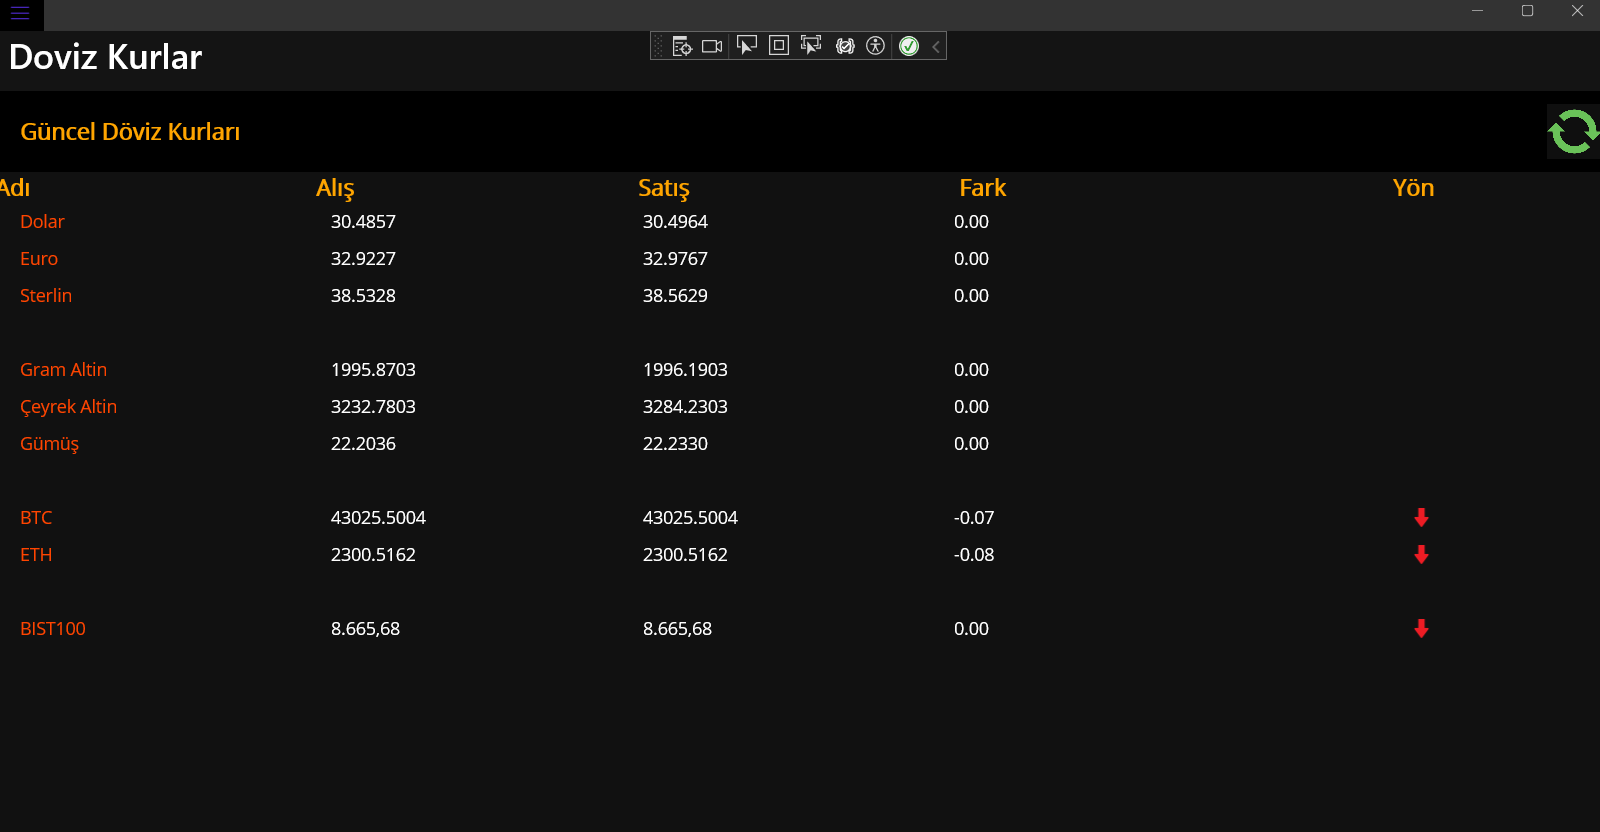 Doviz Kurlar
Güncel Döviz Kurları
Adı Alış Satış Fark Yön
Dolar 30.4857 30.4964 0.00
Euro 32.9227 32.9767 0.00
Sterlin 38.5328 38.5629 0.00
Gram Altin 1995.8703 1996.1903 0.00
Çeyrek Altin 3232.7803 3284.2303 0.00
Gümüş 22.2036 22.2330 0.00
BTC 43025.5004 43025.5004 -0.07
ETH 2300.5162 2300.5162 -0.08
BIST100 8.665,68 8.665,68 0.00